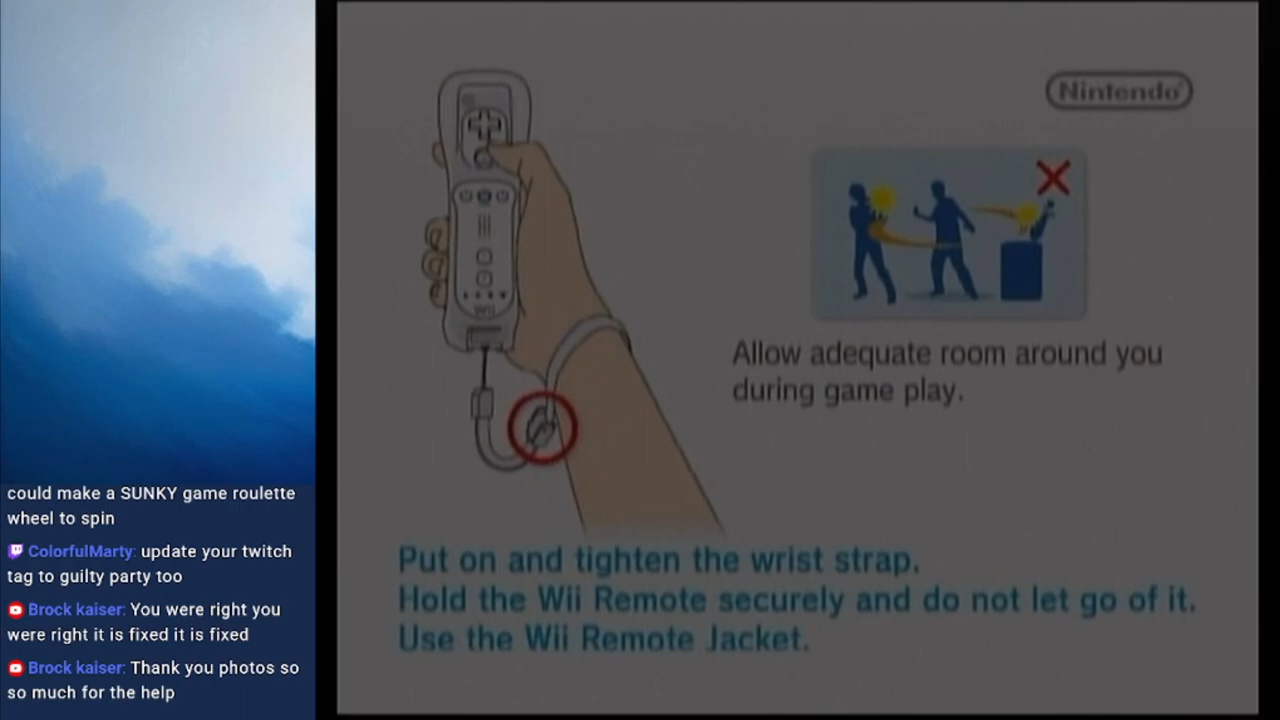 could make a SUNKY game roulette
wheel to spin
ColorfulMarty: update your twitch
tag to guilty party too
Brock kaiser: You were right you
were right it is fixed it is fixed
Brock kaiser: Thank you photos so
so much for the help
Nintendo
Wii
Allow adequate room around you
during game play.
Put on and tighten the wrist strap.
Hold the Wii Remote securely and do not let go of it.
Use the Wii Remote Jacket.